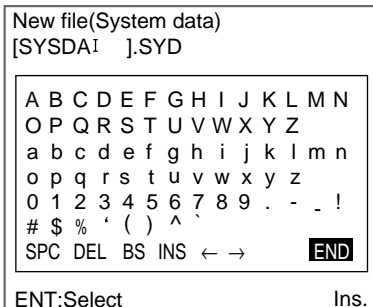 New file(System data)
[SYSDAI ].SYD
A B C D E F G H I J K L M N
O P Q R S T U V W X Y Z
a b c d e f g h i j k l m n
o p q r s t u v w x y z
0 1 2 3 4 5 6 7 8 9 . - _ !
# $ % ‘ ( ) ^ `
SPC DEL BS INS ← → END
ENT:Select Ins.